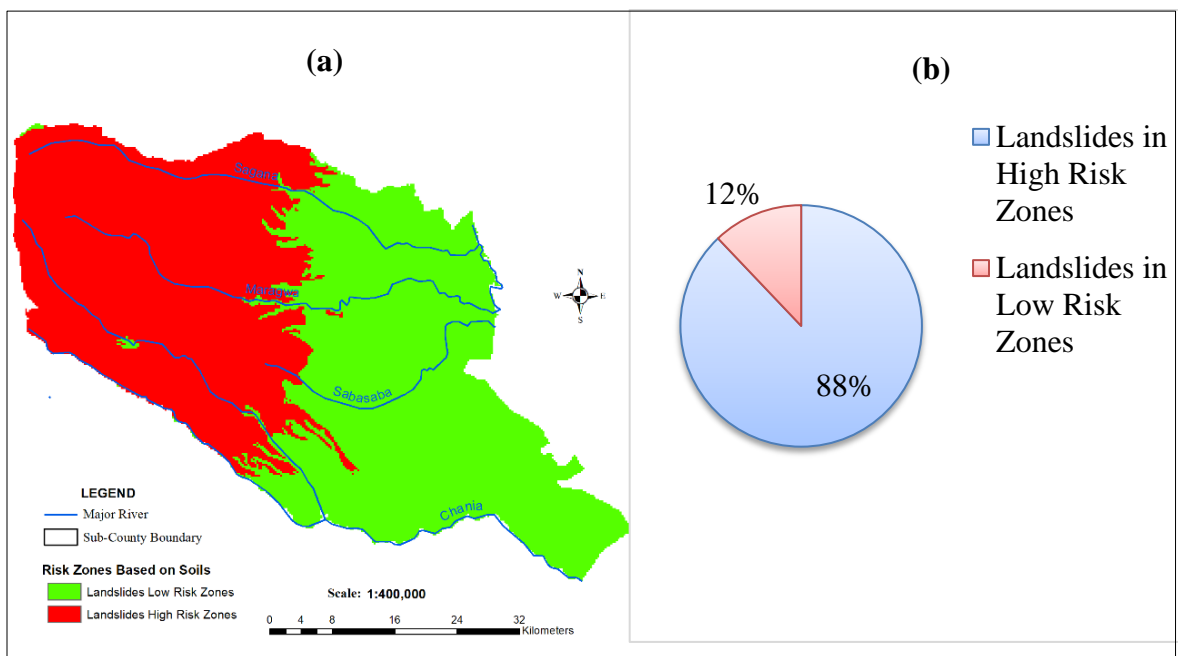 (a)
Sagana
Marawa
Sabasaba
Chania
N
W E
S
LEGEND
Major River
Sub-County Boundary
Risk Zones Based on Soils
Landslides Low Risk Zones
Landslides High Risk Zones
Scale: 1:400,000
0 4 8 16 24 32
Kilometers
(b)
12%
88%
Landslides in
High Risk
Zones
Landslides in
Low Risk
Zones